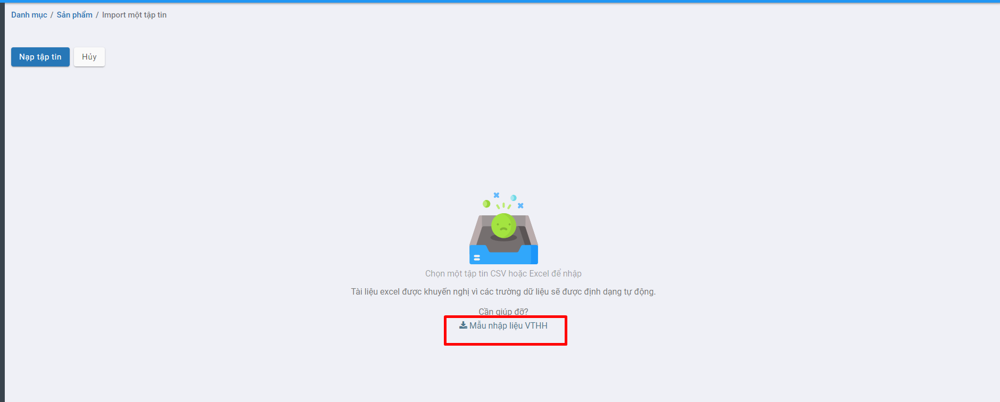 Danh mục / Sản phẩm / Import một tập tin
Nạp tập tin Hủy
Chọn một tập tin CSV hoặc Excel để nhập
Tài liệu excel được khuyến nghị vì các trường dữ liệu sẽ được định dạng tự động.
Cần giúp đỡ?
Mẫu nhập liệu VTHH